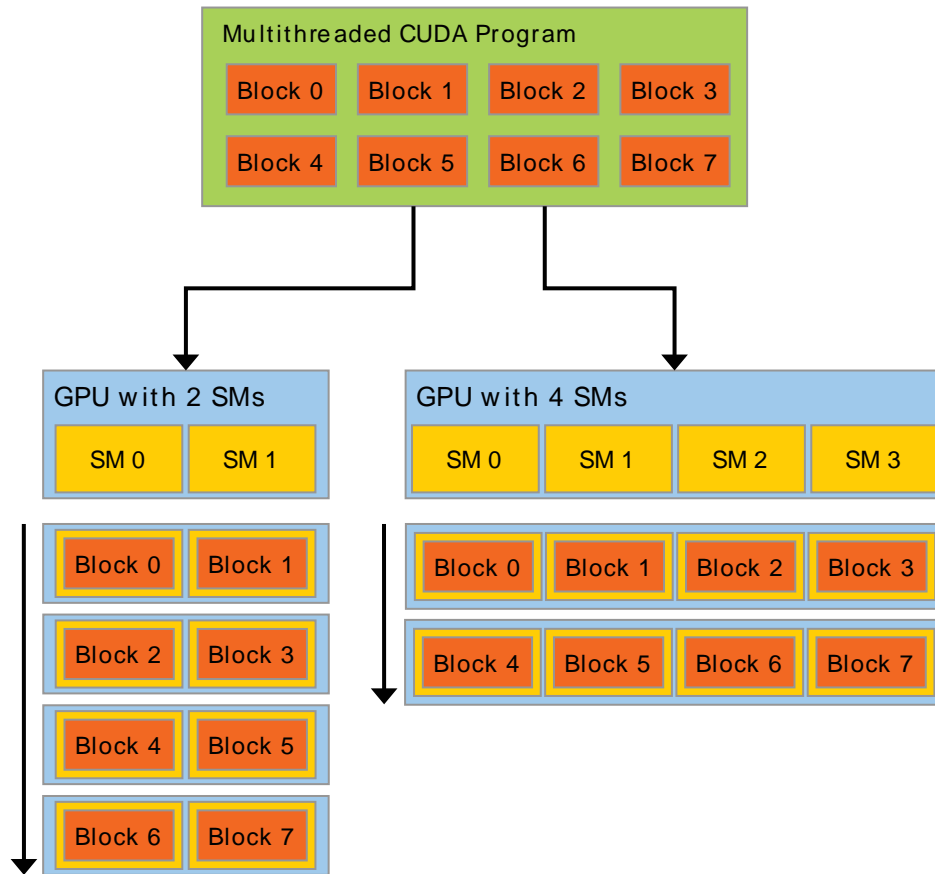 Multithreaded CUDA Program
Block 0 Block 1 Block 2 Block 3
Block 4 Block 5 Block 6 Block 7
GPU with 2 SMs
SM 0 SM 1
Block 0 Block 1
Block 2 Block 3
Block 4 Block 5
Block 6 Block 7
GPU with 4 SMs
SM 0 SM 1 SM 2 SM 3
Block 0 Block 1 Block 2 Block 3
Block 4 Block 5 Block 6 Block 7